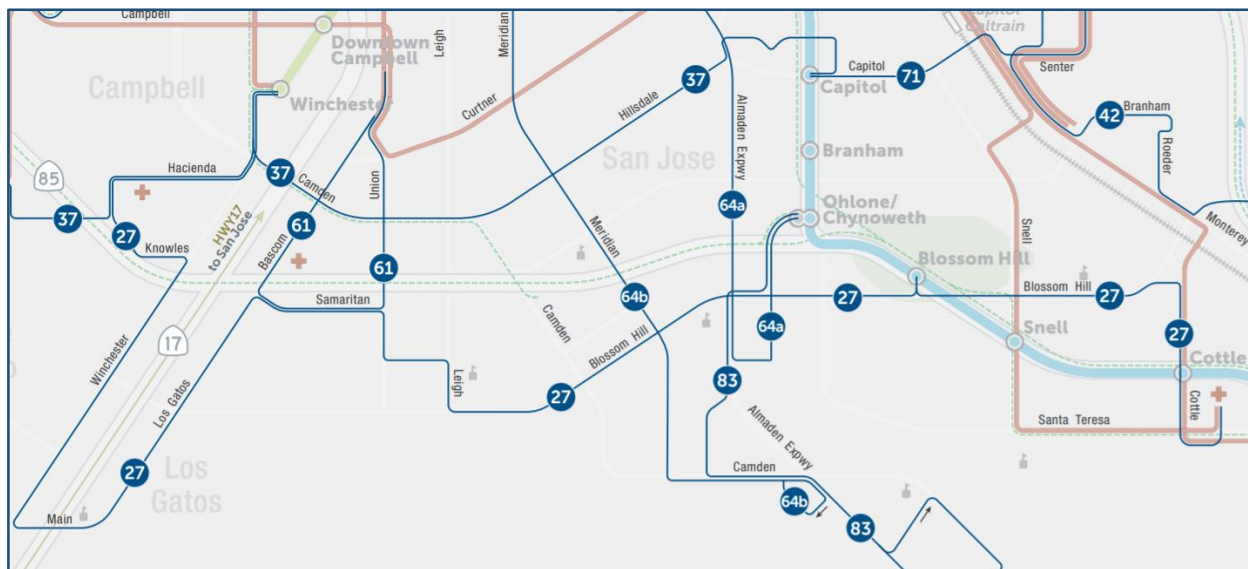 Campbell
Meridian
Leigh
Capitol
Caltrain
Downtown
Campbell
Capitol
71
Senter
37
Capitol
Campbell
Winchester
Curtner
Hillsdale
Almaden Expwy
42
Branham
Roeder
Hacienda
Union
San Jose
Branham
85
37
Camden
64a
Ohlone/
Chynoweth
Snell
Monterey
37
27
Knowles
HWY17
to San Jose
61
Bascom
Meridian
61
Blossom Hill
Samaritan
64b
27
Blossom Hill
27
Camden
Blossom Hill
64a
Snell
27
17
Winchester
Los Gatos
Leigh
27
83
Cottle
Cottle
Almaden Expwy
Santa Teresa
27
Los
Gatos
Camden
64b
Main
83